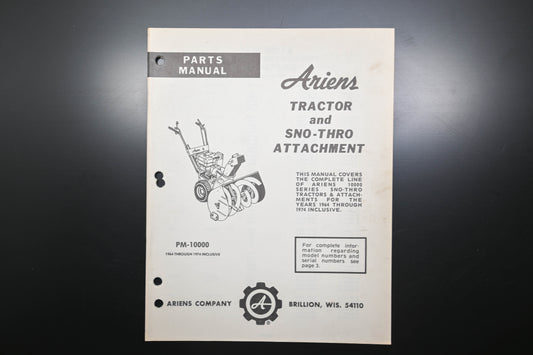 PARTS
MANUAL
Ariens
TRACTOR
and
SNO-THRO
ATTACHMENT
THIS MANUAL COVERS
THE COMPLETE LINE
OF ARIENS 10000
SERIES SNO-THRO
TRACTORS & ATTACH-
MENTS FOR THE
YEARS 1964 THROUGH
1974 INCLUSIVE.
PM-10000
1964 THROUGH 1974 INCLUSIVE
For complete infor-
mation regarding
model numbers and
serial numbers see
page 3.
ARIENS COMPANY
A
BRILLION, WIS. 54110